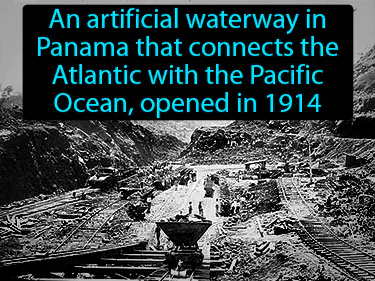 An artificial waterway in
Panama that connects the
Atlantic with the Pacific
Ocean, opened in 1914